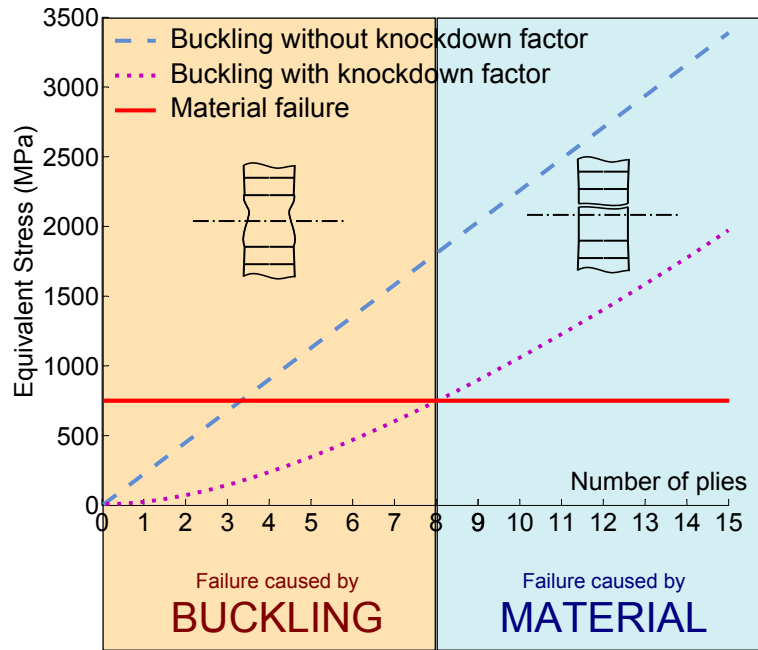 3500
3000
2500
2000
1500
1000
500
0
Equivalent Stress (MPa)
Buckling without knockdown factor
Buckling with knockdown factor
Material failure
Number of plies
0 1 2 3 4 5 6 7 8 9 10 11 12 13 14 15
Failure caused by
BUCKLING
Failure caused by
MATERIAL